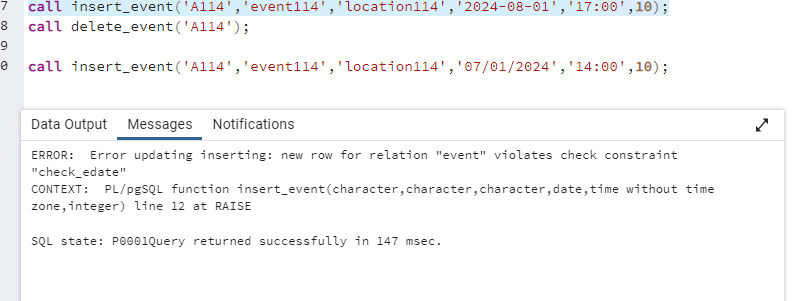 7 call insert_event('A114','event114','location114','2024-08-01','17:00',10);
8 call delete_event('A114');
0 call insert_event('A114','event114','location114','07/01/2024','14:00',10);
Data Output Messages Notifications
ERROR:  Error updating inserting: new row for relation "event" violates check constraint
"check_edate"
CONTEXT:  PL/pgSQL function insert_event(character,character,character,date,time without time
zone,integer) line 12 at RAISE
SQL state: P0001Query returned successfully in 147 msec.